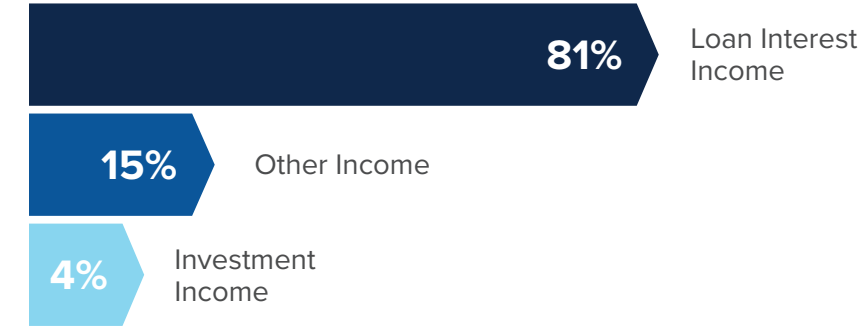 81%
Loan Interest
Income
15%
Other Income
4%
Investment
Income